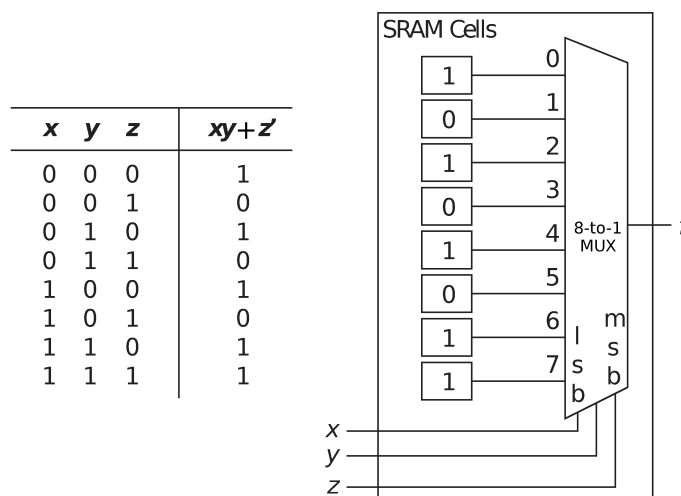 x y z xy+z'
0 0 0 1
0 0 1 0
0 1 0 1
0 1 1 0
1 0 0 1
1 0 1 0
1 1 0 1
1 1 1 1
SRAM Cells
1 0
0 1
1 2
0 3
1 4
0 5
1 6
1 7
8-to-1
MUX
lsb
msb
x
y
z